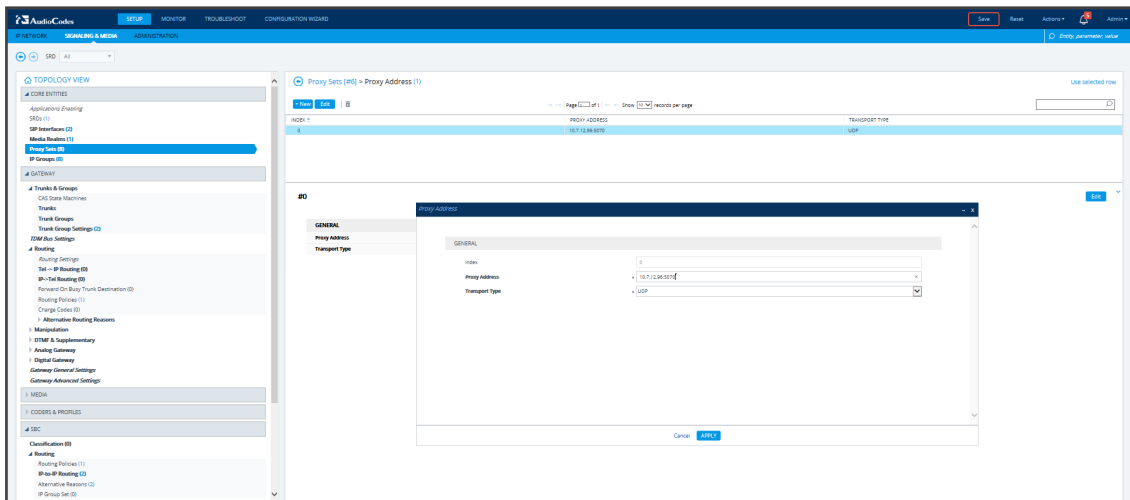 AudioCodes SETUP MONITOR TROUBLESHOOT CONFIGURATION WIZARD Save Reset Actions 5 Admin
IP NETWORK SIGNALING & MEDIA ADMINISTRATION Entity, parameter, value
SRD All
TOPOLOGY VIEW
CORE ENTITIES
Applications Enabling
SRDs (1)
SIP Interfaces (2)
Media Realms (1)
Proxy Sets (8)
IP Groups (8)
GATEWAY
Trunks & Groups
CAS State Machines
Trunks
Trunk Groups
Trunk Group Settings (2)
TDM Bus Settings
Routing
Routing Settings
Tel -> IP Routing (0)
IP->Tel Routing (0)
Forward On Busy Trunk Destination (0)
Routing Policies (1)
Charge Codes (0)
Alternative Routing Reasons
Manipulation
DTMF & Supplementary
Analog Gateway
Digital Gateway
Gateway General Settings
Gateway Advanced Settings
MEDIA
CODERS & PROFILES
SBC
Classification (0)
Routing
Routing Policies (1)
IP-to-IP Routing (2)
Alternative Reasons (2)
IP Group Set (0)
Proxy Sets [#6] > Proxy Address (1) Use selected row
+ New Edit Page 1 of 1 Show 10 records per page
INDEX PROXY ADDRESS TRANSPORT TYPE
0 10.7.12.96:5070 UDP
#0 Edit
GENERAL
Proxy Address
Transport Type
Proxy Address – x
GENERAL
Index 0
Proxy Address • 10.7.12.96:5070
Transport Type • UDP
Cancel APPLY